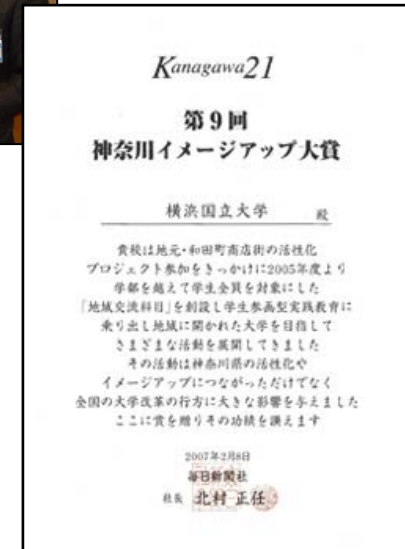 Kanagawa21
第9回
神奈川イメージアップ大賞
横浜国立大学 殿
貴校は地元・和田町商店街の活性化
プロジェクト参加をきっかけに2005年度より
学部を越えて学生全員を対象にした
「地域交流科目」を創設し学生参画型実践教育に
乗り出し地域に開かれた大学を目指して
さまざまな活動を展開してきました
その活動は神奈川県の活性化や
イメージアップにつながっただけでなく
全国の大学改革の行方に大きな影響を与えました
ここに賞を贈りその功績を讃えます
2007年2月8日
毎日新聞社
社長 北村 正任